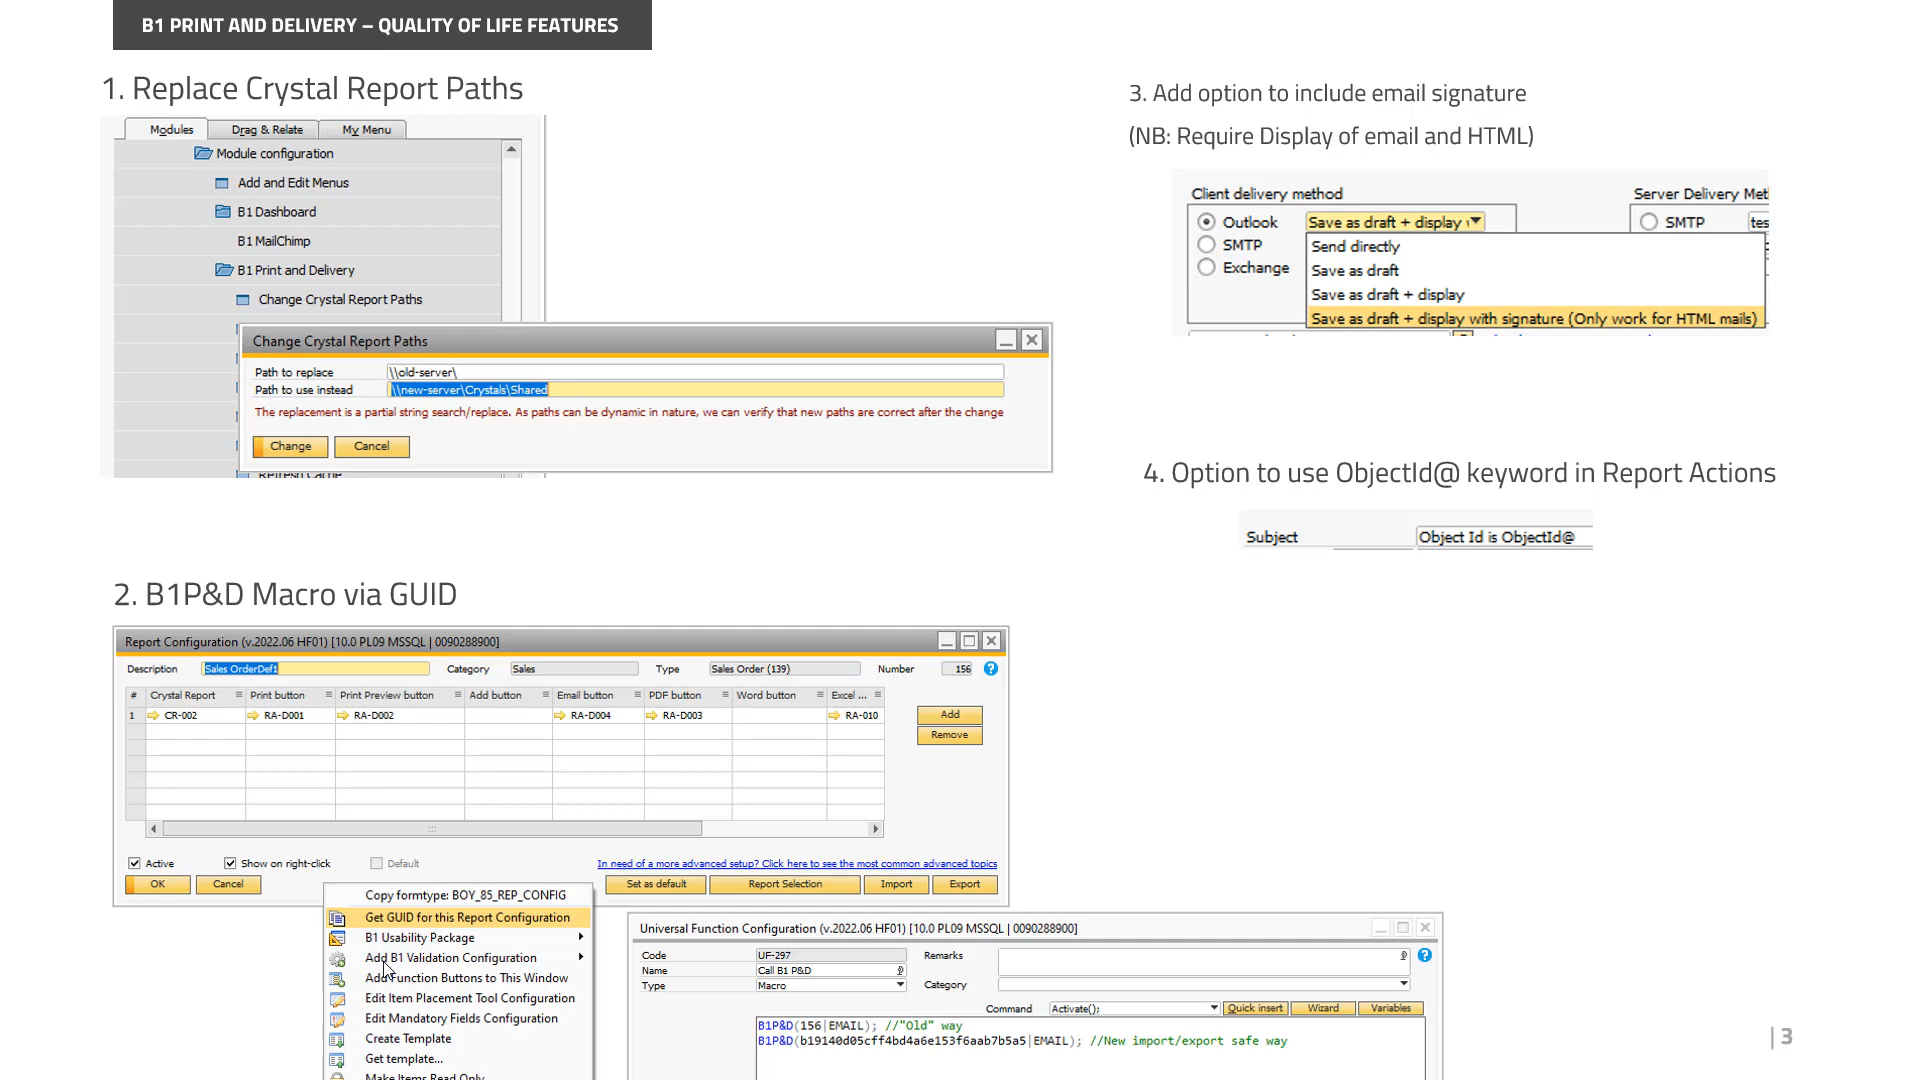 B1 PRINT AND DELIVERY – QUALITY OF LIFE FEATURES
1. Replace Crystal Report Paths
Modules Drag & Relate My Menu
Module configuration
Add and Edit Menus
B1 Dashboard
B1 MailChimp
B1 Print and Delivery
Change Crystal Report Paths
Refresh Cache
Change Crystal Report Paths
Path to replace \\old-server\
Path to use instead \\new-server\Crystals\Shared
The replacement is a partial string search/replace. As paths can be dynamic in nature, we can verify that new paths are correct after the change
Change Cancel
3. Add option to include email signature
(NB: Require Display of email and HTML)
Client delivery method Server Delivery Met
Outlook Save as draft + display SMTP tes
SMTP Send directly
Exchange Save as draft
Save as draft + display
Save as draft + display with signature (Only work for HTML mails)
4. Option to use ObjectId@ keyword in Report Actions
Subject Object Id is ObjectId@
2. B1P&D Macro via GUID
Report Configuration (v.2022.06 HF01) [10.0 PL09 MSSQL | 0090288900]
Description Sales OrderDef1 Category Sales Type Sales Order (139) Number 156 ?
# Crystal Report Print button Print Preview button Add button Email button PDF button Word button Excel ...
1 CR-002 RA-D001 RA-D002 RA-D004 RA-D003 RA-010
Add
Remove
Active Show on right-click Default In need of a more advanced setup? Click here to see the most common advanced topics
OK Cancel Set as default Report Selection Import Export
Copy formtype: BOY_85_REP_CONFIG
Get GUID for this Report Configuration
B1 Usability Package
Add B1 Validation Configuration
Add Function Buttons to This Window
Edit Item Placement Tool Configuration
Edit Mandatory Fields Configuration
Create Template
Get template...
Make Items Read Only
Universal Function Configuration (v.2022.06 HF01) [10.0 PL09 MSSQL | 0090288900]
Code UF-297 Remarks ?
Name Call B1 P&D
Type Macro Category
Command Activate(); Quick insert Wizard Variables
B1P&D(156|EMAIL); //"Old" way
B1P&D(b19140d05cff4bd4a6e153f6aab7b5a5|EMAIL); //New import/export safe way
| 3